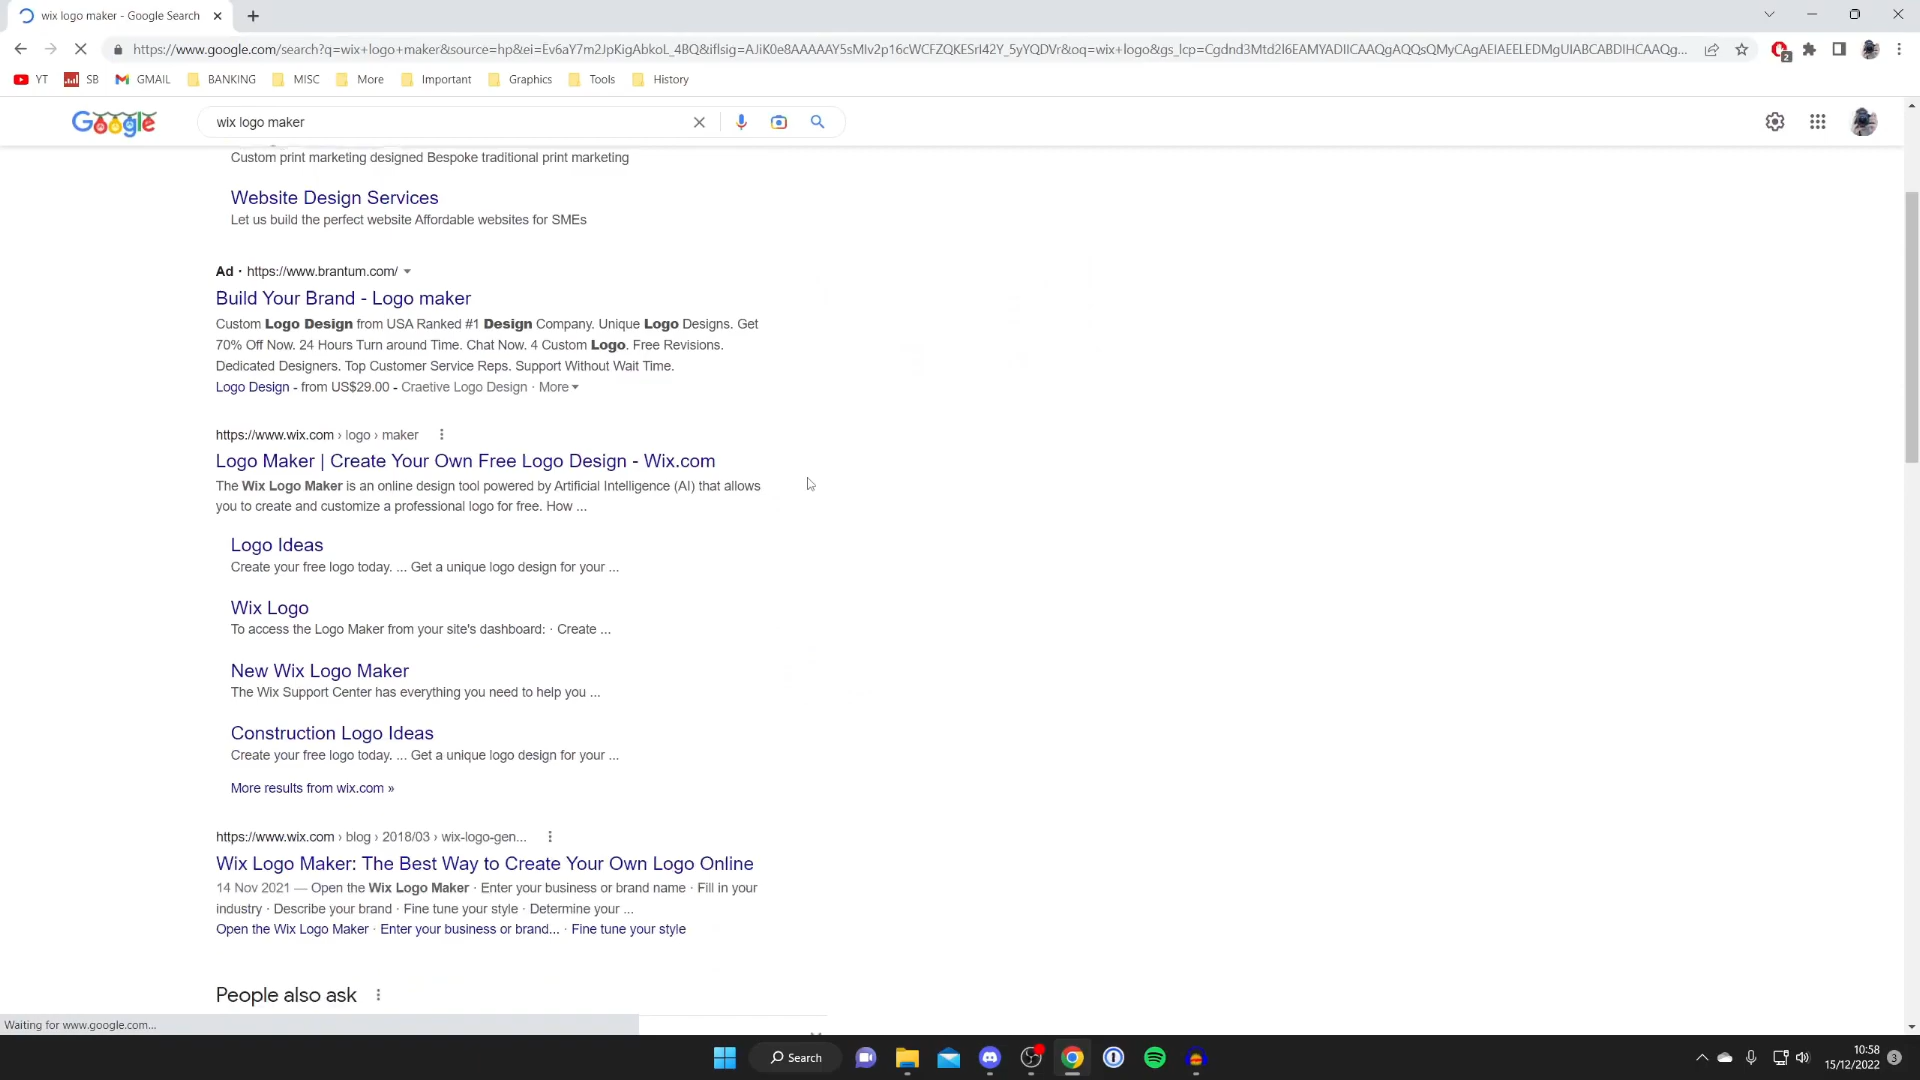 wix logo maker - Google Search
https://www.google.com/search?q=wix+logo+maker&source=hp&ei=Ev6aY7m2JpKigAbkoL_4BQ&iflsig=AJiK0e8AAAAAY5sMIv2p16cWCFZQKESrI42Y_5yYQDVr&oq=wix+logo&gs_lcp=Cgdnd3Mtd2l6EAMYADIICAAQgAQQsQMyCAgAEIAEELEDMgUIABCABDIHCAAQg...
2
YT SB GMAIL BANKING MISC More Important Graphics Tools History
Google wix logo maker
Custom print marketing designed Bespoke traditional print marketing
Website Design Services
Let us build the perfect website Affordable websites for SMEs
Ad · https://www.brantum.com/
Build Your Brand - Logo maker
Custom Logo Design from USA Ranked #1 Design Company. Unique Logo Designs. Get
70% Off Now. 24 Hours Turn around Time. Chat Now. 4 Custom Logo. Free Revisions.
Dedicated Designers. Top Customer Service Reps. Support Without Wait Time.
Logo Design - from US$29.00 - Craetive Logo Design · More
https://www.wix.com › logo › maker
Logo Maker | Create Your Own Free Logo Design - Wix.com
The Wix Logo Maker is an online design tool powered by Artificial Intelligence (AI) that allows
you to create and customize a professional logo for free. How ...
Logo Ideas
Create your free logo today. ... Get a unique logo design for your ...
Wix Logo
To access the Logo Maker from your site's dashboard: · Create ...
New Wix Logo Maker
The Wix Support Center has everything you need to help you ...
Construction Logo Ideas
Create your free logo today. ... Get a unique logo design for your ...
More results from wix.com »
https://www.wix.com › blog › 2018/03 › wix-logo-gen...
Wix Logo Maker: The Best Way to Create Your Own Logo Online
14 Nov 2021 — Open the Wix Logo Maker · Enter your business or brand name · Fill in your
industry · Describe your brand · Fine tune your style · Determine your ...
Open the Wix Logo Maker · Enter your business or brand... · Fine tune your style
People also ask
Waiting for www.google.com...
Search
10:58
15/12/2022
3